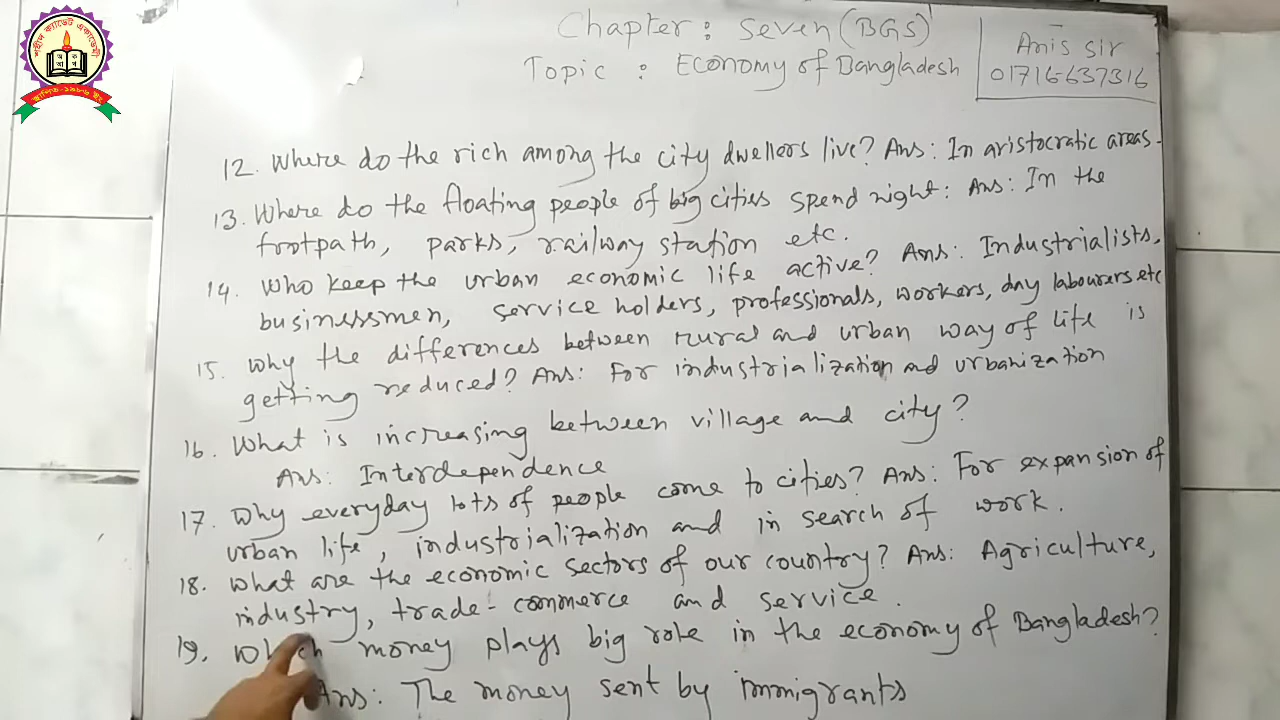 শহীদ ক্যাডেট একাডেমী
Chapter : Seven (BGS)
Topic : Economy of Bangladesh
Anis sir
01716-637316
12. Where do the rich among the city dwellers live? Ans: In aristocratic areas.
13. Where do the floating people of big cities spend night: Ans: In the
footpath, parks, railway station etc.
14. Who keep the urban economic life active? Ans: Industrialists,
businessmen, service holders, professionals, workers, day labourers etc
15. Why the differences between rural and urban way of life is
getting reduced? Ans: For industrialization and urbanization
16. What is increasing between village and city?
Ans: Interdependence
17. Why everyday lots of people come to cities? Ans: For expansion of
urban life, industrialization and in search of work.
18. What are the economic sectors of our country? Ans: Agriculture,
industry, trade-commerce and service.
19. Which money plays big role in the economy of Bangladesh?
Ans: The money sent by immigrants